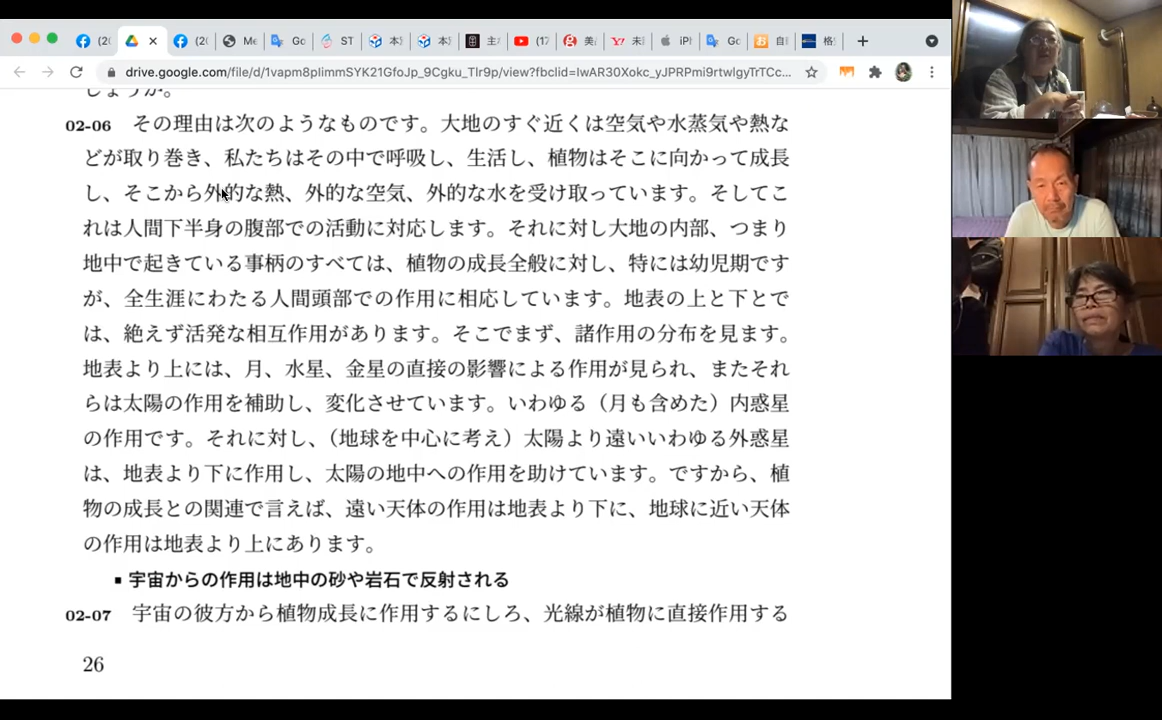 (2(
(2(
Me
Go
ST
本
本
主
(17
美
未
iPl
Go
自
格
drive.google.com/file/d/1vapm8pIimmSYK21GfoJp_9Cgku_Tlr9p/view?fbclid=IwAR30Xokc_yJPRPmi9rtwlgyTrTCc...
しょうか。
02-06 その理由は次のようなものです。大地のすぐ近くは空気や水蒸気や熱な
どが取り巻き、私たちはその中で呼吸し、生活し、植物はそこに向かって成長
し、そこから外的な熱、外的な空気、外的な水を受け取っています。そしてこ
れは人間下半身の腹部での活動に対応します。それに対し大地の内部、つまり
地中で起きている事柄のすべては、植物の成長全般に対し、特には幼児期です
が、全生涯にわたる人間頭部での作用に相応しています。地表の上と下とで
は、絶えず活発な相互作用があります。そこでまず、諸作用の分布を見ます。
地表より上には、月、水星、金星の直接の影響による作用が見られ、またそれ
らは太陽の作用を補助し、変化させています。いわゆる（月も含めた）内惑星
の作用です。それに対し、（地球を中心に考え）太陽より遠いいわゆる外惑星
は、地表より下に作用し、太陽の地中への作用を助けています。ですから、植
物の成長との関連で言えば、遠い天体の作用は地表より下に、地球に近い天体
の作用は地表より上にあります。
▪ 宇宙からの作用は地中の砂や岩石で反射される
02-07 宇宙の彼方から植物成長に作用するにしろ、光線が植物に直接作用する
26